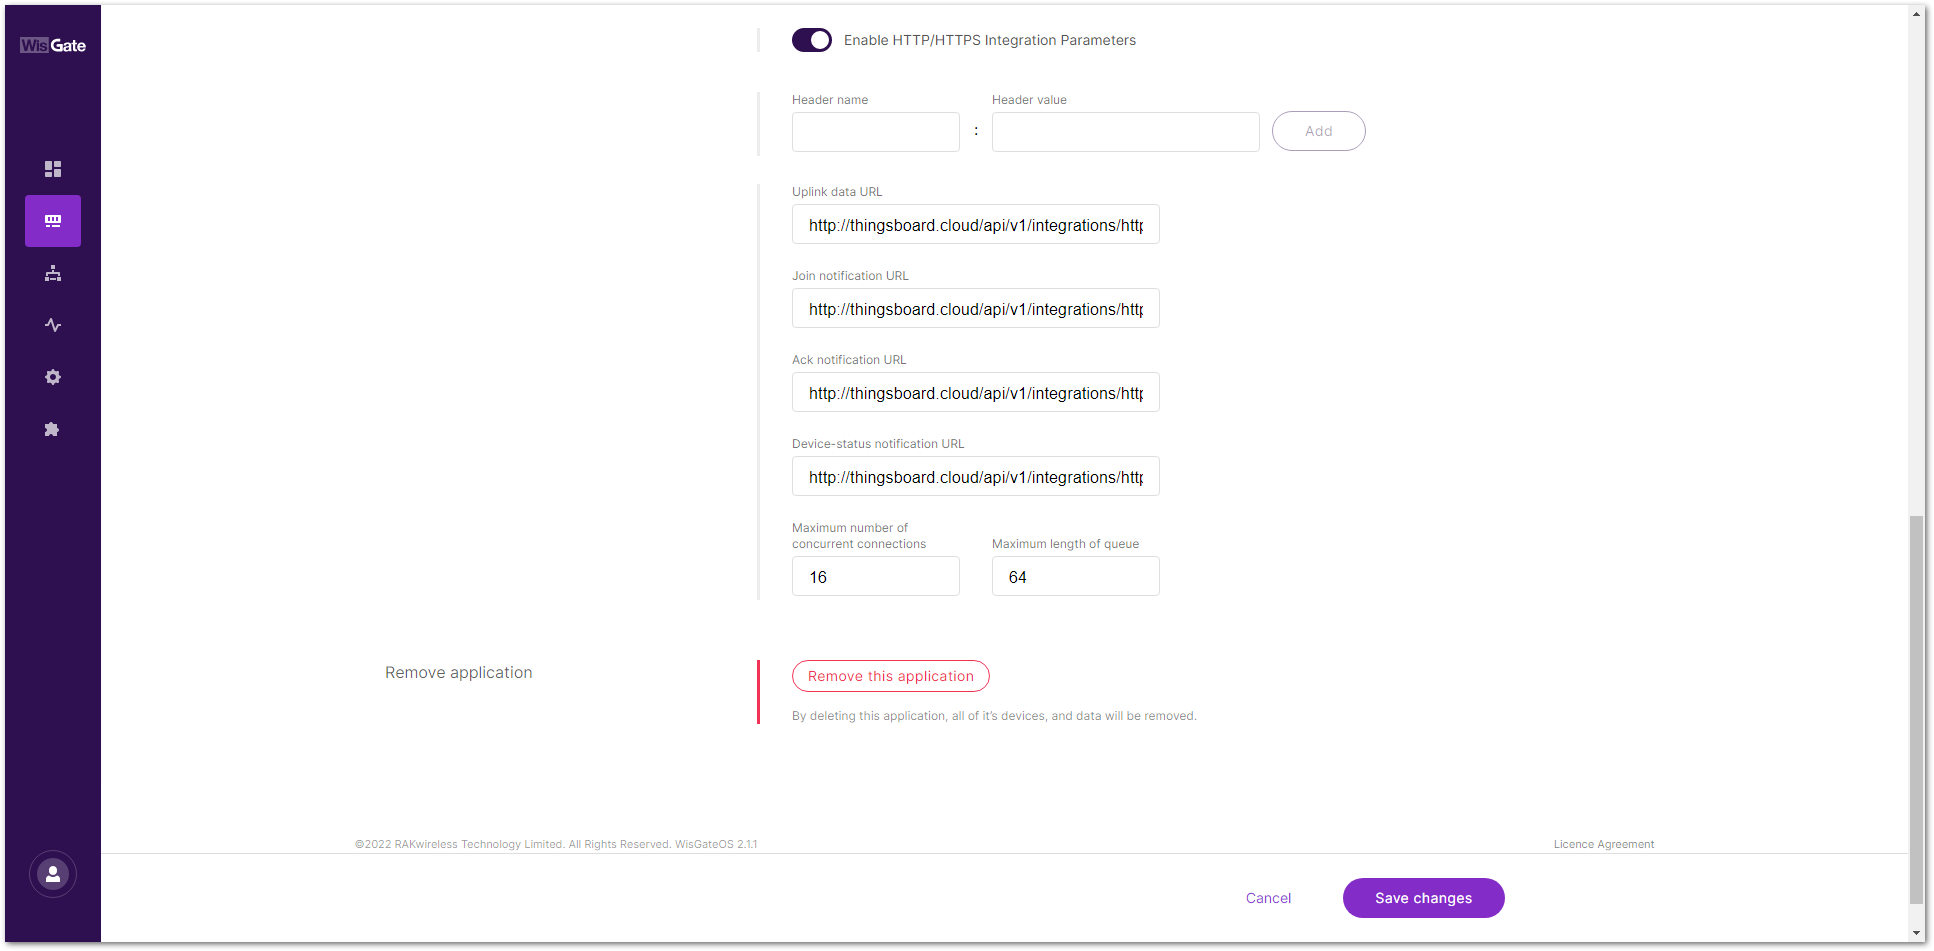 WisGate
Enable HTTP/HTTPS Integration Parameters
Header name
Header value
:
Add
Uplink data URL
http://thingsboard.cloud/api/v1/integrations/http
Join notification URL
http://thingsboard.cloud/api/v1/integrations/http
Ack notification URL
http://thingsboard.cloud/api/v1/integrations/http
Device-status notification URL
http://thingsboard.cloud/api/v1/integrations/http
Maximum number of
concurrent connections
Maximum length of queue
16
64
Remove application
Remove this application
By deleting this application, all of it's devices, and data will be removed.
©2022 RAKwireless Technology Limited. All Rights Reserved. WisGateOS 2.1.1
Licence Agreement
Cancel
Save changes